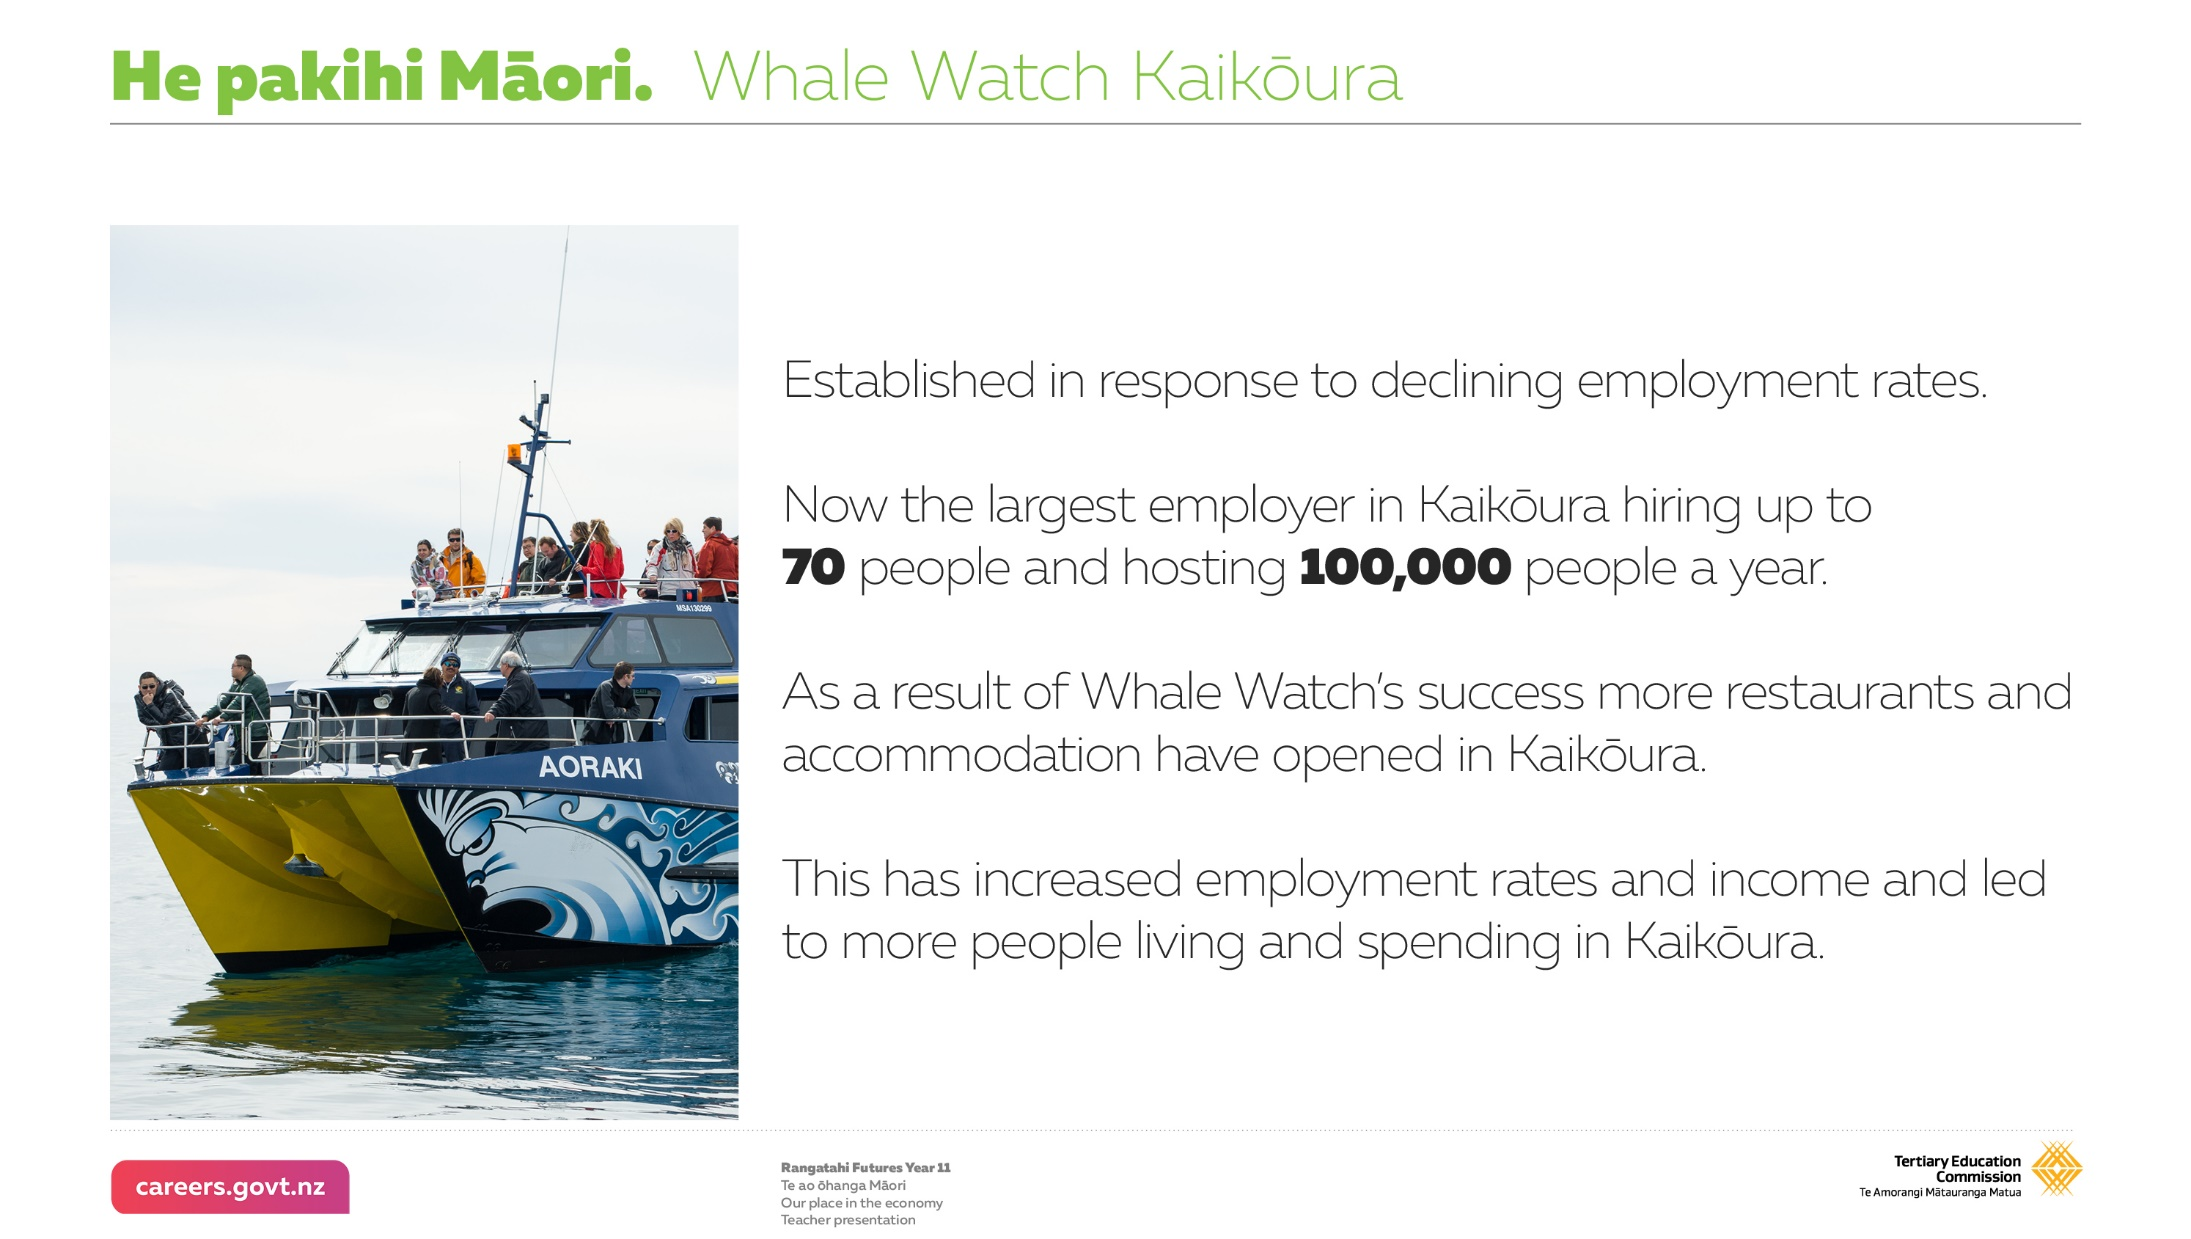 He pakihi Māori. Whale Watch Kaikōura
MSA130299
AORAKI
Established in response to declining employment rates.
Now the largest employer in Kaikōura hiring up to
70 people and hosting 100,000 people a year.
As a result of Whale Watch's success more restaurants and
accommodation have opened in Kaikōura.
This has increased employment rates and income and led
to more people living and spending in Kaikōura.
careers.govt.nz
Rangatahi Futures Year 11
Te ao ōhanga Māori
Our place in the economy
Teacher presentation
Tertiary Education
Commission
Te Amorangi Mātauranga Matua